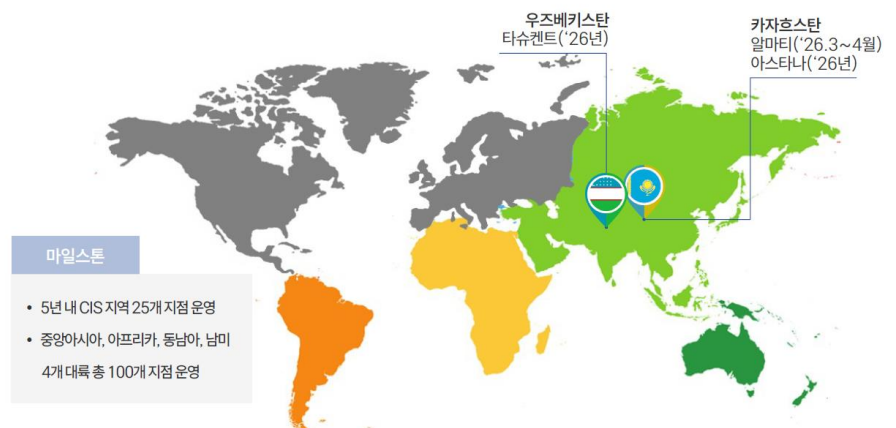 우즈베키스탄
타슈켄트(‘26년)
카자흐스탄
알마티(‘26.3~4월)
아스타나(‘26년)
마일스톤
• 5년 내 CIS 지역 25개 지점 운영
• 중앙아시아, 아프리카, 동남아, 남미
4개 대륙 총 100개 지점 운영